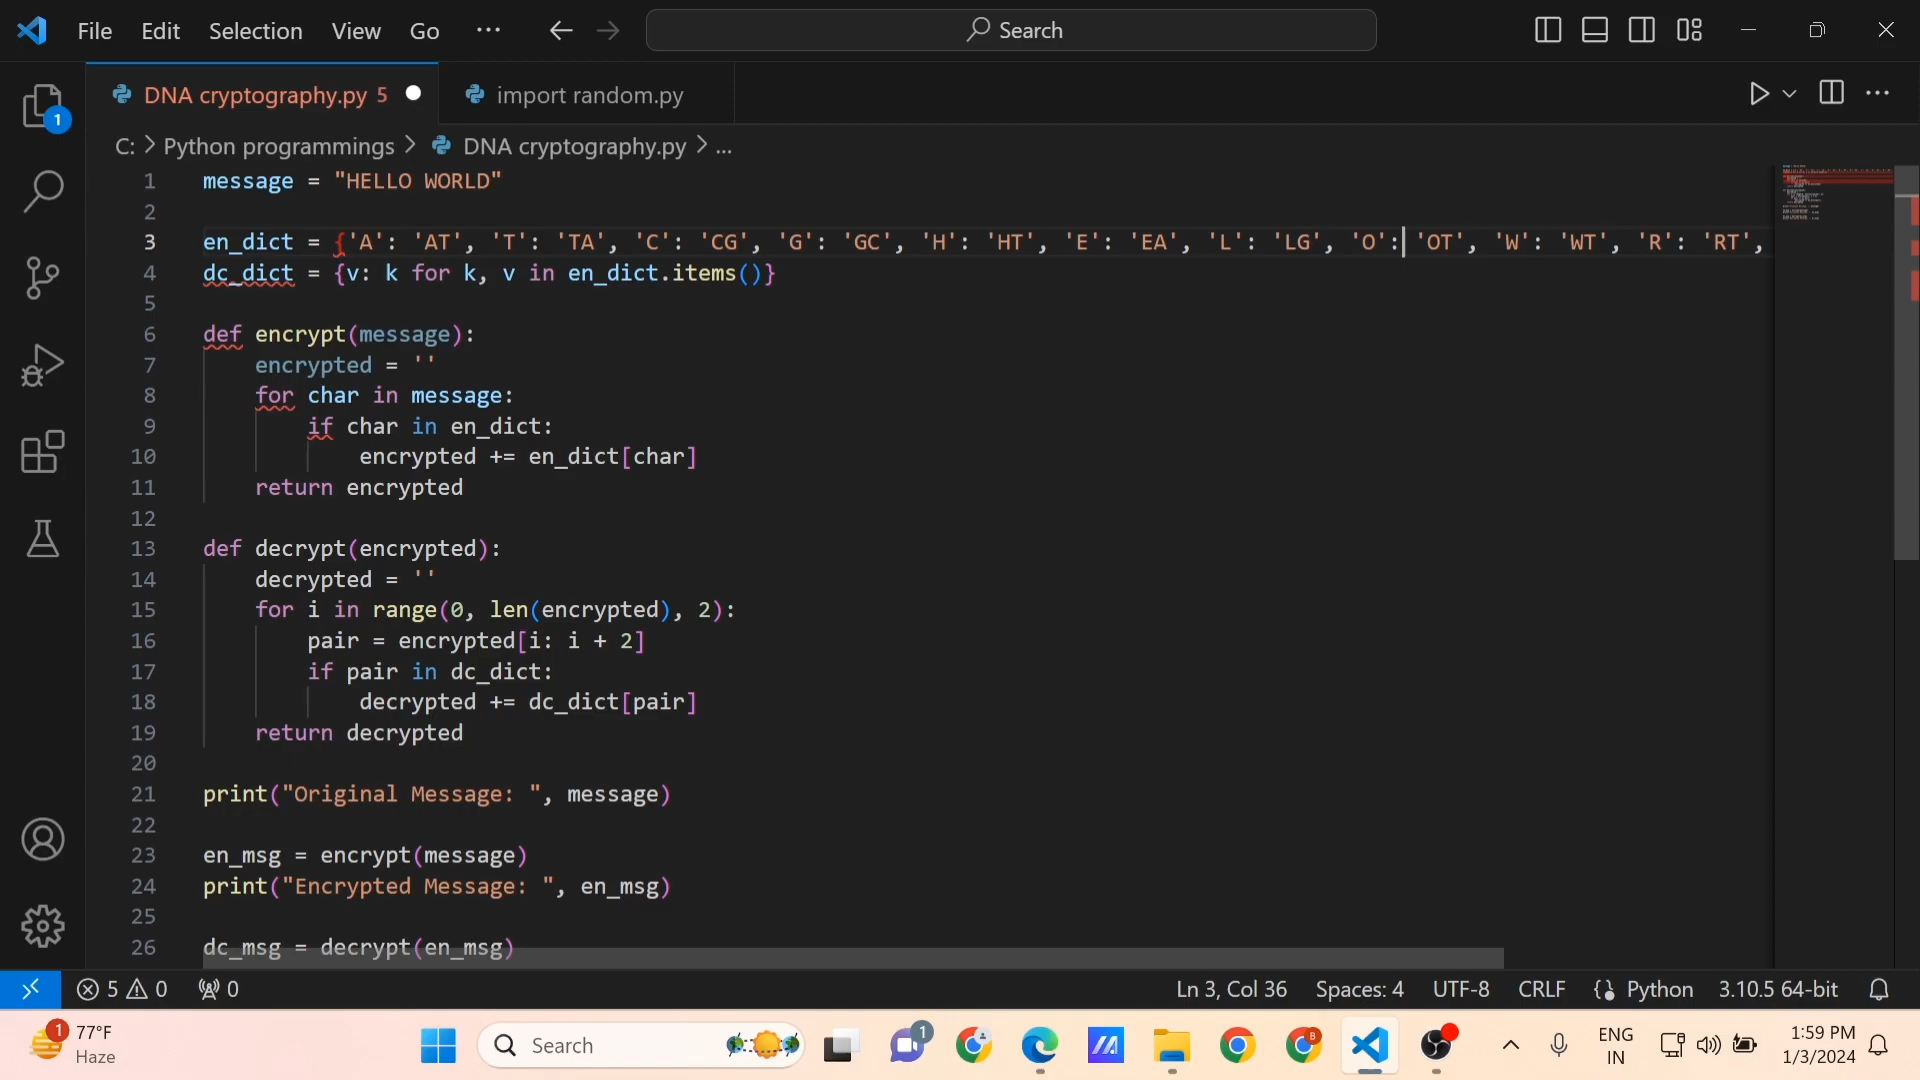 File Edit Selection View Go ··· Search
DNA cryptography.py 5 import random.py
C: > Python programmings > DNA cryptography.py > ...
1 message = "HELLO WORLD"
2
3 en_dict = {'A': 'AT', 'T': 'TA', 'C': 'CG', 'G': 'GC', 'H': 'HT', 'E': 'EA', 'L': 'LG', 'O': 'OT', 'W': 'WT', 'R': 'RT',
4 dc_dict = {v: k for k, v in en_dict.items()}
5
6 def encrypt(message):
7 encrypted = ''
8 for char in message:
9 if char in en_dict:
10 encrypted += en_dict[char]
11 return encrypted
12
13 def decrypt(encrypted):
14 decrypted = ''
15 for i in range(0, len(encrypted), 2):
16 pair = encrypted[i: i + 2]
17 if pair in dc_dict:
18 decrypted += dc_dict[pair]
19 return decrypted
20
21 print("Original Message: ", message)
22
23 en_msg = encrypt(message)
24 print("Encrypted Message: ", en_msg)
25
26 dc_msg = decrypt(en_msg)
1
5 0 0 Ln 3, Col 36 Spaces: 4 UTF-8 CRLF Python 3.10.5 64-bit
1 77°F
Haze
Search
1
B
ENG
IN
1:59 PM
1/3/2024